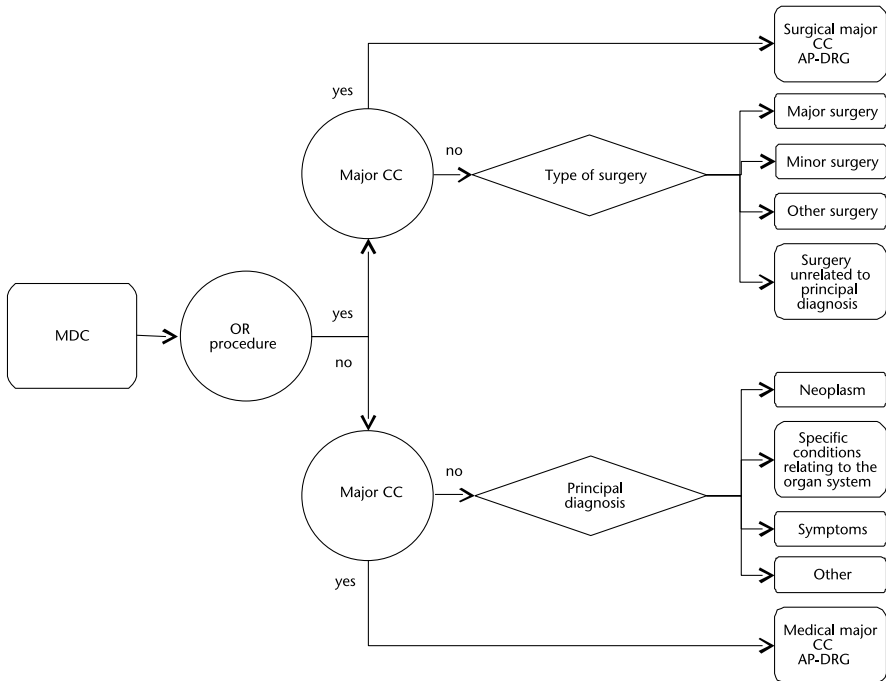 Surgical major
CC
AP-DRG
yes
Major surgery
no
Major CC
Type of surgery
Minor surgery
Other surgery
Surgery
unrelated to
principal
diagnosis
MDC
OR
procedure
yes
no
Neoplasm
Specific
conditions
relating to the
organ system
no
Major CC
Principal
diagnosis
Symptoms
Other
yes
Medical major
CC
AP-DRG